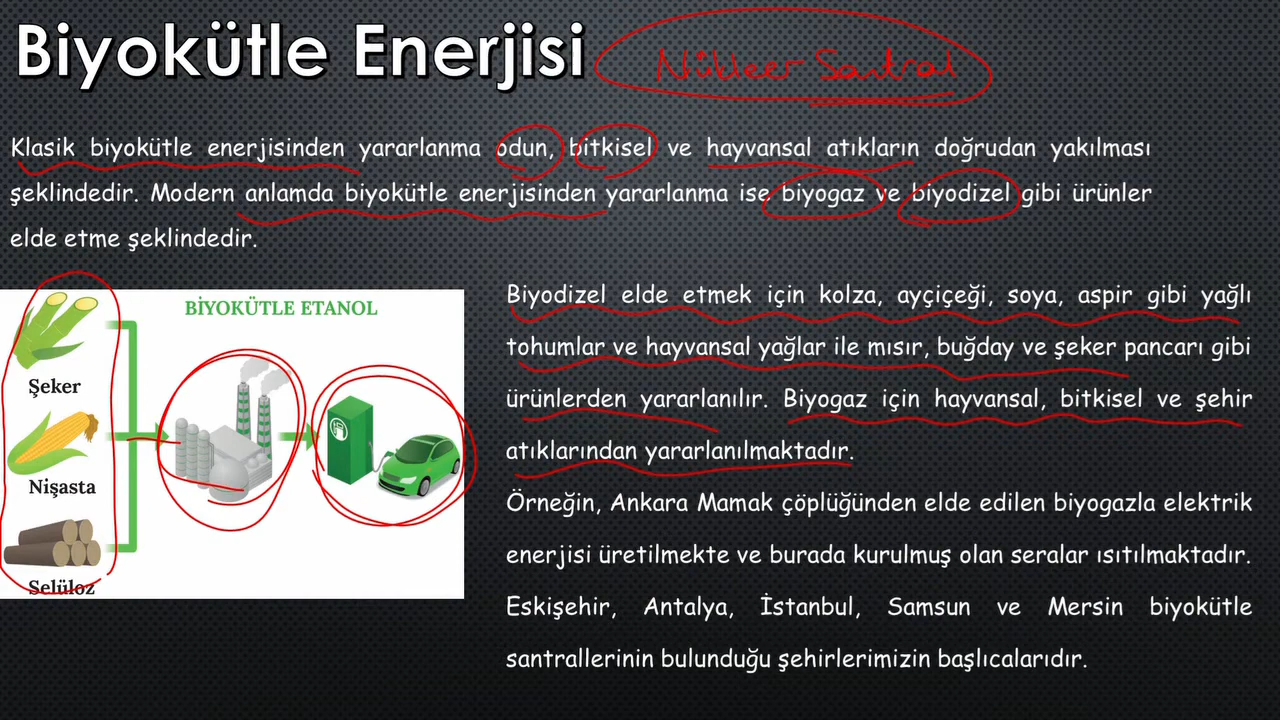 Biyokütle Enerjisi
Nükleer Santral
Klasik biyokütle enerjisinden yararlanma odun, bitkisel ve hayvansal atıkların doğrudan yakılması
şeklindedir. Modern anlamda biyokütle enerjisinden yararlanma ise biyogaz ve biyodizel gibi ürünler
elde etme şeklindedir.
BİYOKÜTLE ETANOL
Şeker
Nişasta
Selüloz
Biyodizel elde etmek için kolza, ayçiçeği, soya, aspir gibi yağlı
tohumlar ve hayvansal yağlar ile mısır, buğday ve şeker pancarı gibi
ürünlerden yararlanılır. Biyogaz için hayvansal, bitkisel ve şehir
atıklarından yararlanılmaktadır.
Örneğin, Ankara Mamak çöplüğünden elde edilen biyogazla elektrik
enerjisi üretilmekte ve burada kurulmuş olan seralar ısıtılmaktadır.
Eskişehir, Antalya, İstanbul, Samsun ve Mersin biyokütle
santrallerinin bulunduğu şehirlerimizin başlıcalarıdır.